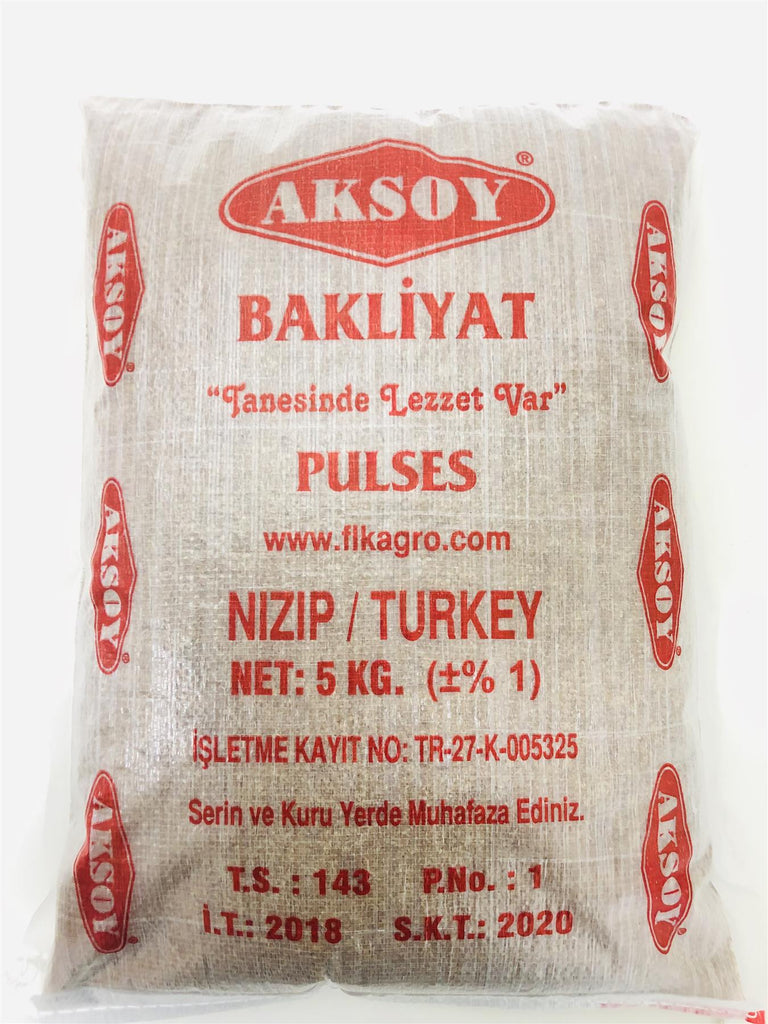 AKSOY ®
BAKLİYAT
"Tanesinde Lezzet Var"
PULSES
www.flkagro.com
NIZIP / TURKEY
NET: 5 KG. (±% 1)
İŞLETME KAYIT NO: TR-27-K-005325
Serin ve Kuru Yerde Muhafaza Ediniz.
T.S. : 143 P.No. : 1
İ.T.: 2018 S.K.T.: 2020
AKSOY ®
AKSOY ®
AKSOY ®
AKSOY ®
AKSOY ®
AKSOY ®